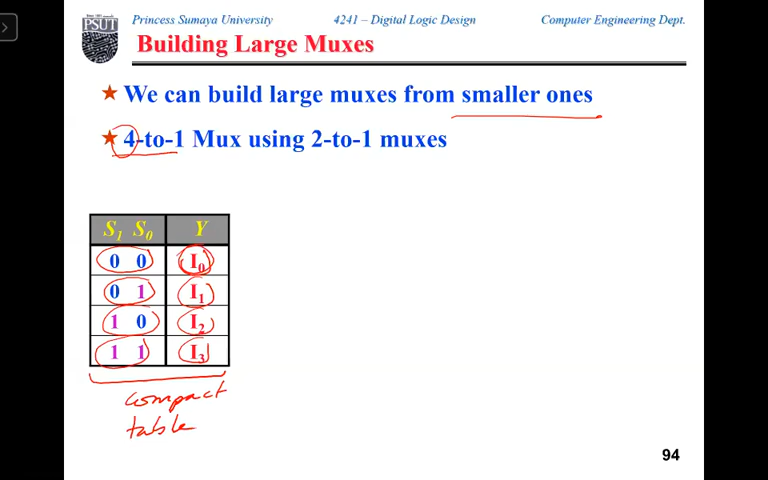 Princess Sumaya University 4241 – Digital Logic Design Computer Engineering Dept.
PSUT
Building Large Muxes
We can build large muxes from smaller ones
4-to-1 Mux using 2-to-1 muxes
S1 S0 Y
0 0 I0
0 1 I1
1 0 I2
1 1 I3
compact
table
94